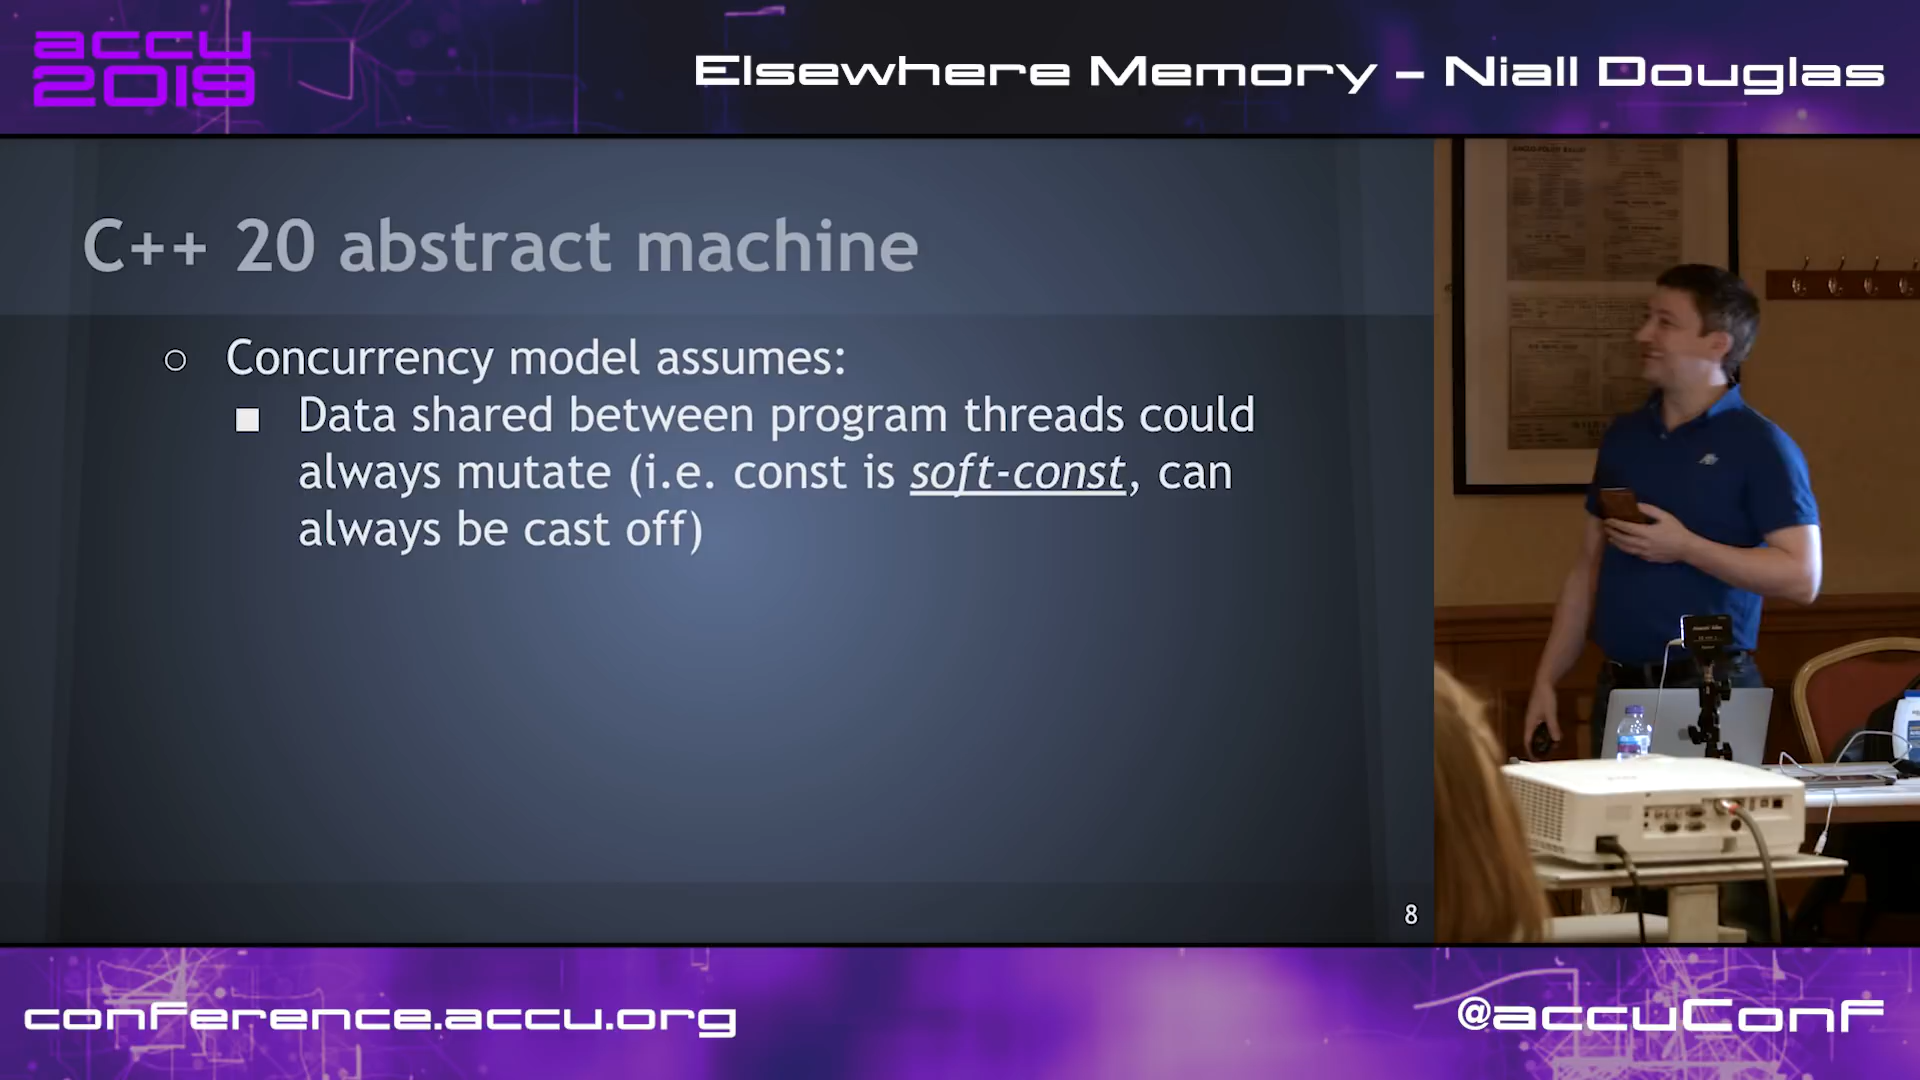 accu
2019
Elsewhere Memory – Niall Douglas
C++ 20 abstract machine
Concurrency model assumes:
Data shared between program threads could
always mutate (i.e. const is soft-const, can
always be cast off)
8
conference.accu.org
@accuConf